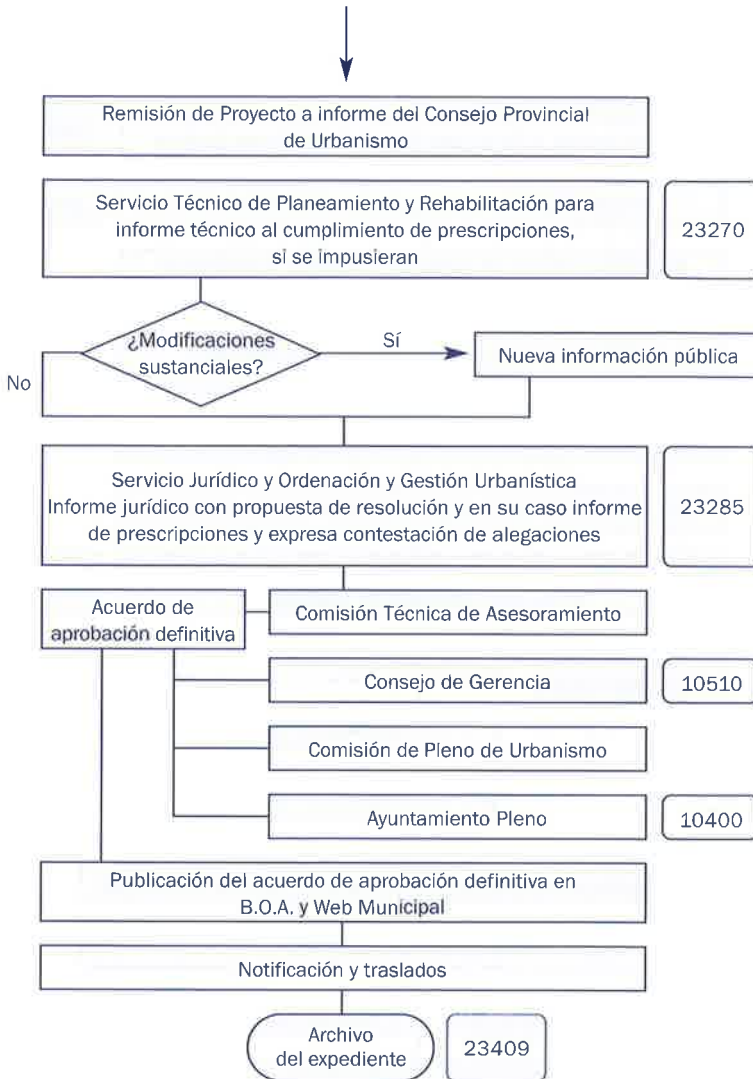 Remisión de Proyecto a informe del Consejo Provincial
de Urbanismo
Servicio Técnico de Planeamiento y Rehabilitación para
informe técnico al cumplimiento de prescripciones,
si se impusieran
23270
¿Modificaciones
sustanciales?
Sí
Nueva información pública
No
Servicio Jurídico y Ordenación y Gestión Urbanística
Informe jurídico con propuesta de resolución y en su caso informe
de prescripciones y expresa contestación de alegaciones
23285
Acuerdo de
aprobación definitiva
Comisión Técnica de Asesoramiento
Consejo de Gerencia
10510
Comisión de Pleno de Urbanismo
Ayuntamiento Pleno
10400
Publicación del acuerdo de aprobación definitiva en
B.O.A. y Web Municipal
Notificación y traslados
Archivo
del expediente
23409